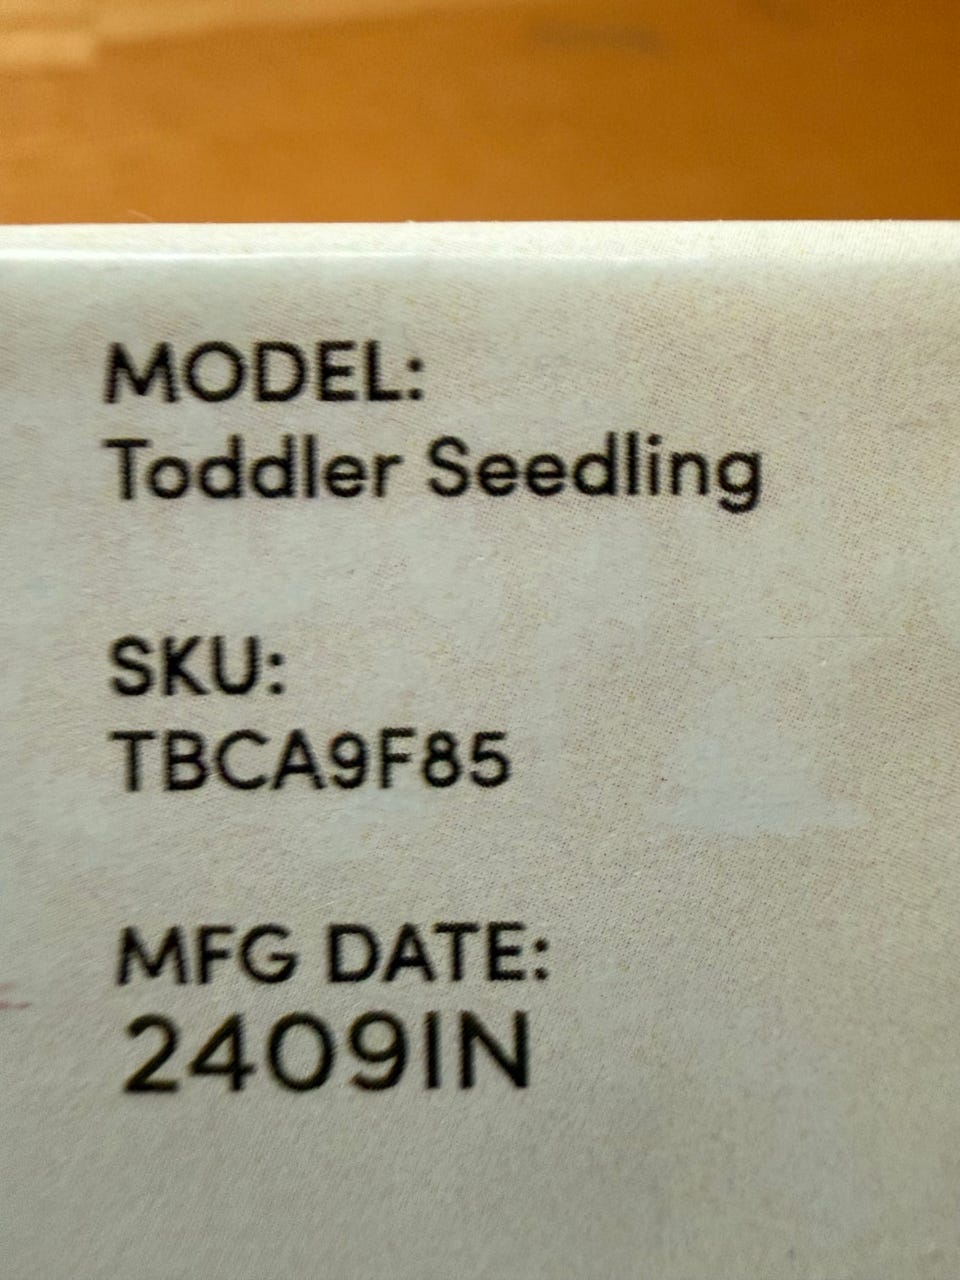 MODEL:
Toddler Seedling
SKU:
TBCA9F85
MFG DATE:
2409IN